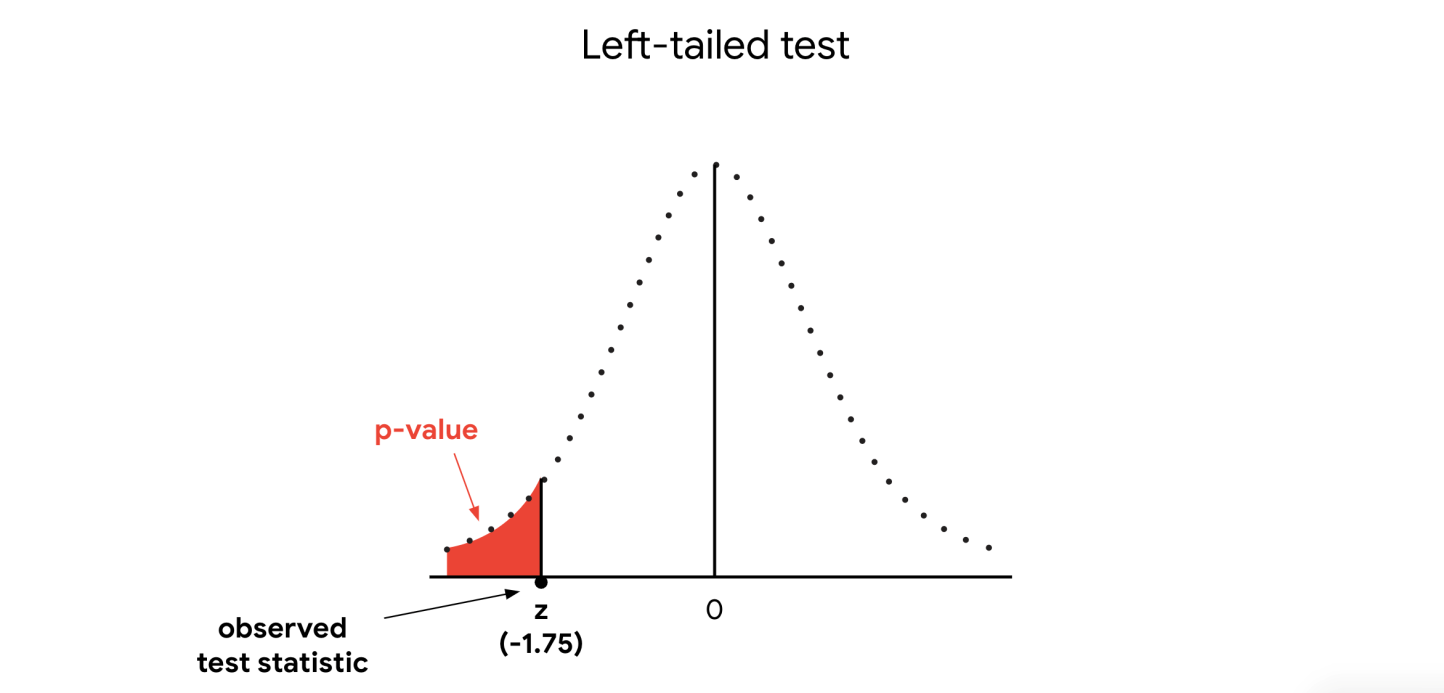 Left-tailed test
p-value
z
0
(-1.75)
observed
test statistic